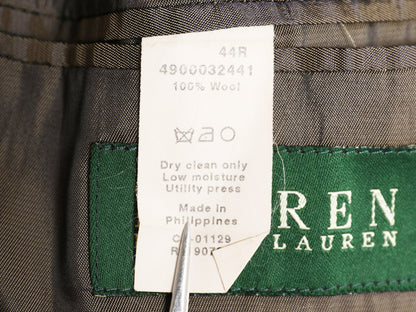 44R
4900032441
100% Wool
Dry clean only
Low moisture
Utility press
Made in
Philippines
REN
LAUREN